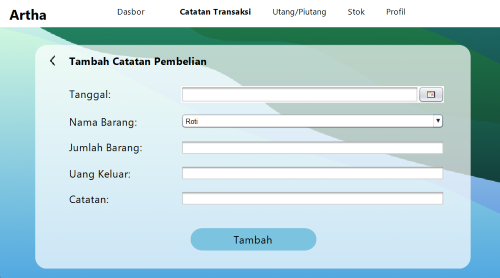 Artha
Dasbor Catatan Transaksi Utang/Piutang Stok Profil
Tambah Catatan Pembelian
Tanggal:
Nama Barang: Roti
Jumlah Barang:
Uang Keluar:
Catatan:
Tambah